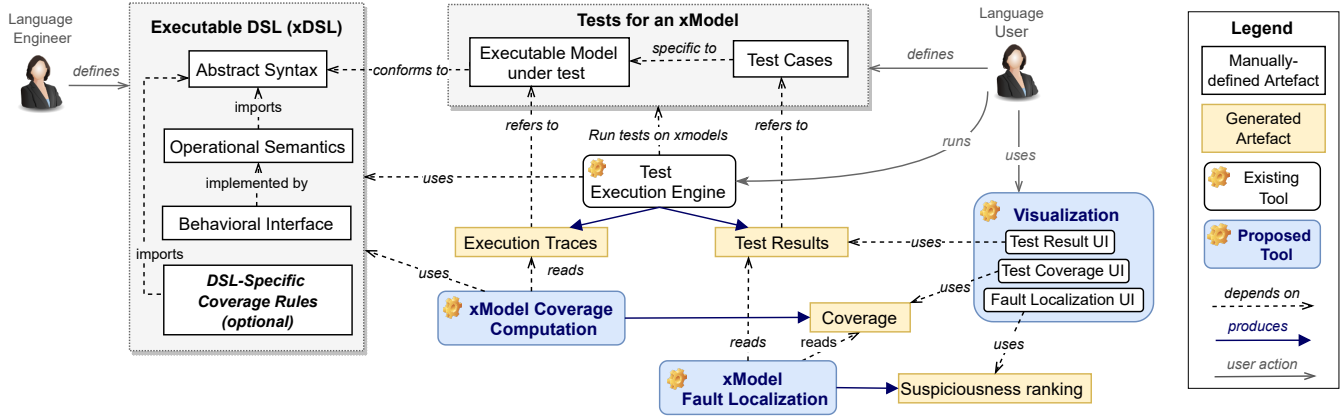 Language
Engineer
defines
Executable DSL (xDSL)
Abstract Syntax
imports
Operational Semantics
implemented by
Behavioral Interface
imports
DSL-Specific
Coverage Rules
(optional)
conforms to
Tests for an xModel
Executable Model
under test
specific to
Test Cases
defines
Language
User
refers to
Run tests on xmodels
refers to
runs
uses
uses
Test
Execution Engine
Execution Traces
Test Results
uses
Visualization
Test Result UI
Test Coverage UI
Fault Localization UI
uses
reads
uses
xModel Coverage
Computation
Coverage
reads
reads
uses
xModel
Fault Localization
Suspiciousness ranking
Legend
Manually-
defined Artefact
Generated
Artefact
Existing
Tool
Proposed
Tool
depends on
produces
user action